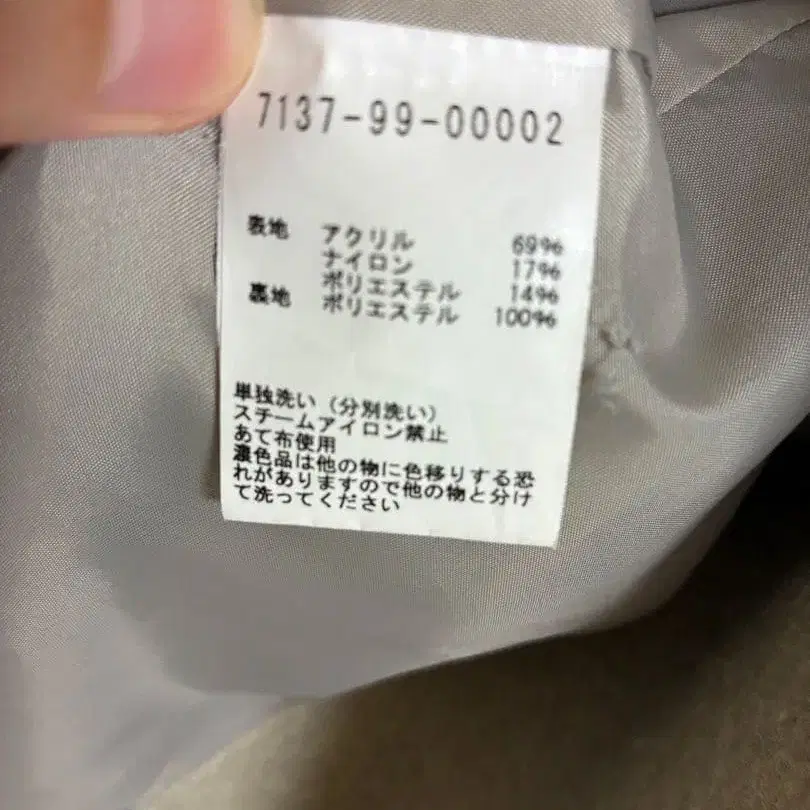 7137-99-00002
表地 アクリル 69%
ナイロン 17%
ポリエステル 14%
裏地 ポリエステル 100%
単独洗い（分別洗い）
スチームアイロン禁止
あて布使用
濃色品は他の物に色移りする恐
れがありますので他の物と分け
て洗ってください